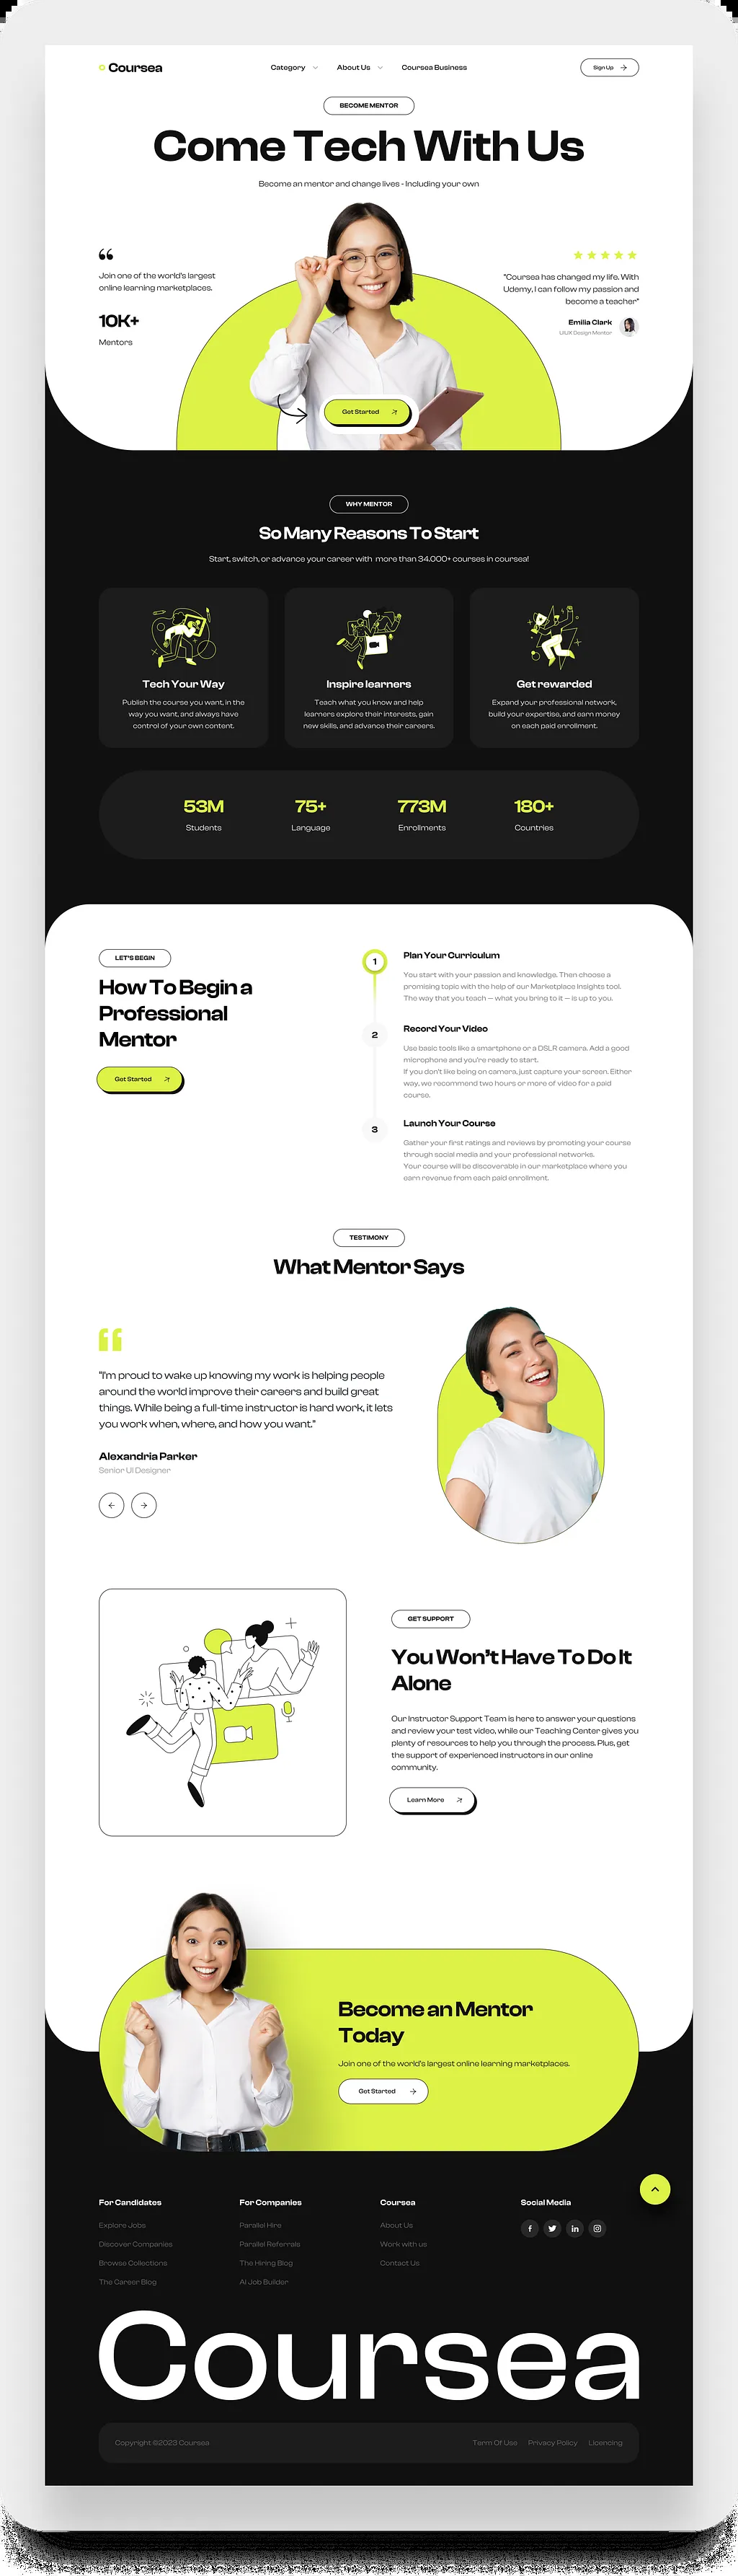 Coursea
Category
About Us
Coursea Business
Sign Up
BECOME MENTOR
Come Tech With Us
Become an mentor and change lives - Including your own
Join one of the world's largest
online learning marketplaces.
10K+
Mentors
"Coursea has changed my life. With
Udemy, I can follow my passion and
become a teacher"
Emilia Clark
UIUX Design Mentor
Get Started
WHY MENTOR
So Many Reasons To Start
Start, switch, or advance your career with more than 34.000+ courses in coursea!
Tech Your Way
Publish the course you want, in the
way you want, and always have
control of your own content.
Inspire learners
Teach what you know and help
learners explore their interests, gain
new skills, and advance their careers.
Get rewarded
Expand your professional network,
build your expertise, and earn money
on each paid enrollment.
53M
Students
75+
Language
773M
Enrollments
180+
Countries
LET'S BEGIN
How To Begin a
Professional
Mentor
Get Started
1
Plan Your Curriculum
You start with your passion and knowledge. Then choose a
promising topic with the help of our Marketplace Insights tool.
The way that you teach — what you bring to it — is up to you.
2
Record Your Video
Use basic tools like a smartphone or a DSLR camera. Add a good
microphone and you're ready to start.
If you don't like being on camera, just capture your screen. Either
way, we recommend two hours or more of video for a paid
course.
3
Launch Your Course
Gather your first ratings and reviews by promoting your course
through social media and your professional networks.
Your course will be discoverable in our marketplace where you
earn revenue from each paid enrollment.
TESTIMONY
What Mentor Says
"I'm proud to wake up knowing my work is helping people
around the world improve their careers and build great
things. While being a full-time instructor is hard work, it lets
you work when, where, and how you want."
Alexandria Parker
Senior UI Designer
GET SUPPORT
You Won't Have To Do It
Alone
Our Instructor Support Team is here to answer your questions
and review your test video, while our Teaching Center gives you
plenty of resources to help you through the process. Plus, get
the support of experienced instructors in our online
community.
Learn More
Become an Mentor
Today
Join one of the world's largest online learning marketplaces.
Get Started
For Candidates
Explore Jobs
Discover Companies
Browse Collections
The Career Blog
For Companies
Parallel Hire
Parallel Referrals
The Hiring Blog
AI Job Builder
Coursea
About Us
Work with us
Contact Us
Social Media
Coursea
Copyright ©2023 Coursea
Term Of Use
Privacy Policy
Licencing